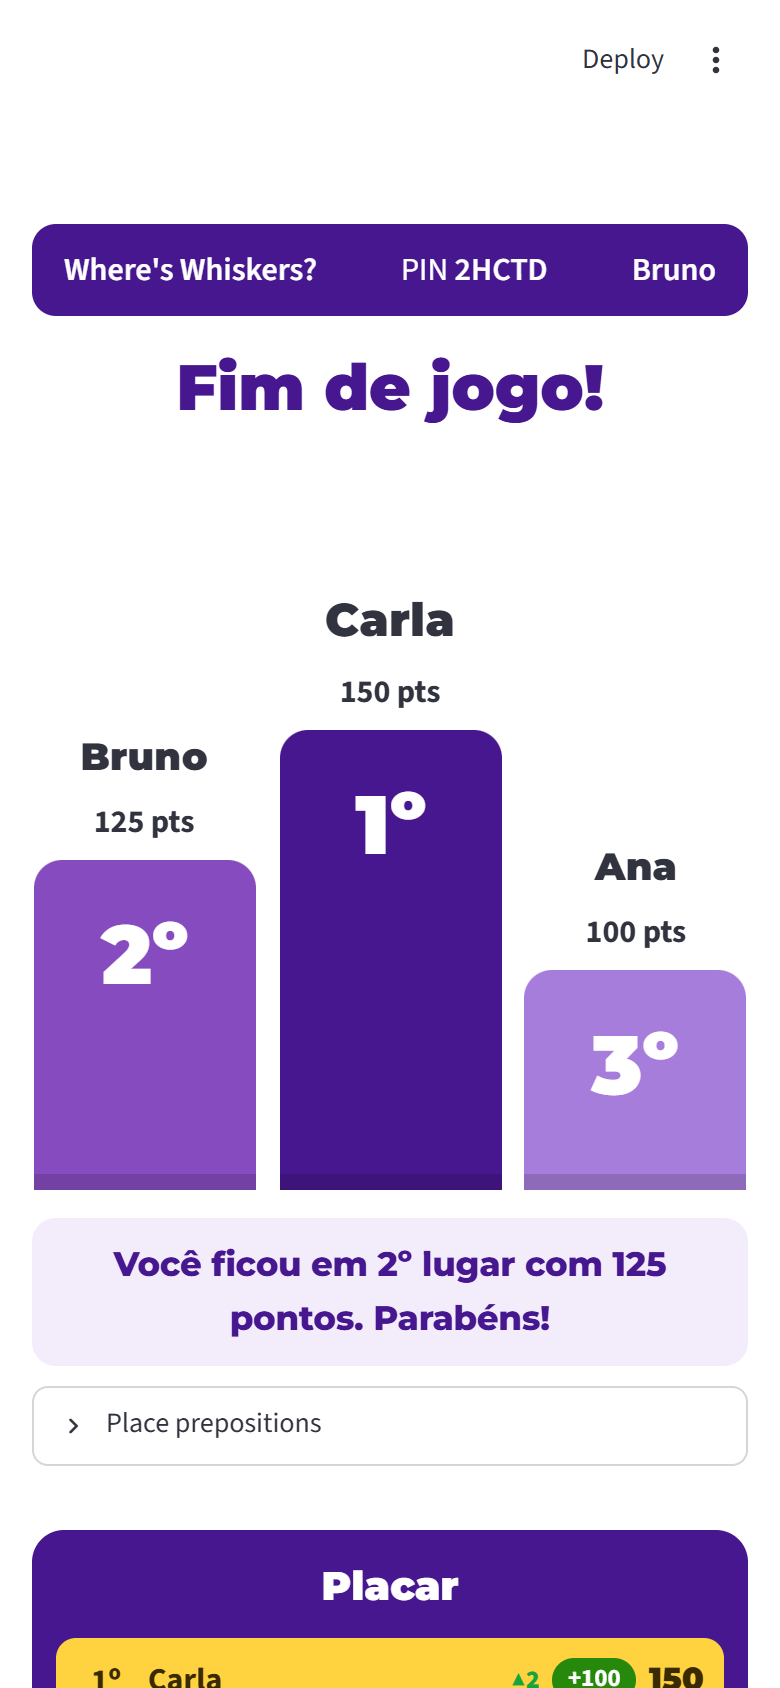 Deploy
Where's Whiskers? PIN 2HCTD Bruno
Fim de jogo!
Carla
150 pts
Bruno
125 pts
1º
Ana
100 pts
2º
3º
Você ficou em 2º lugar com 125
pontos. Parabéns!
Place prepositions
Placar
1º Carla ▲2 +100 150